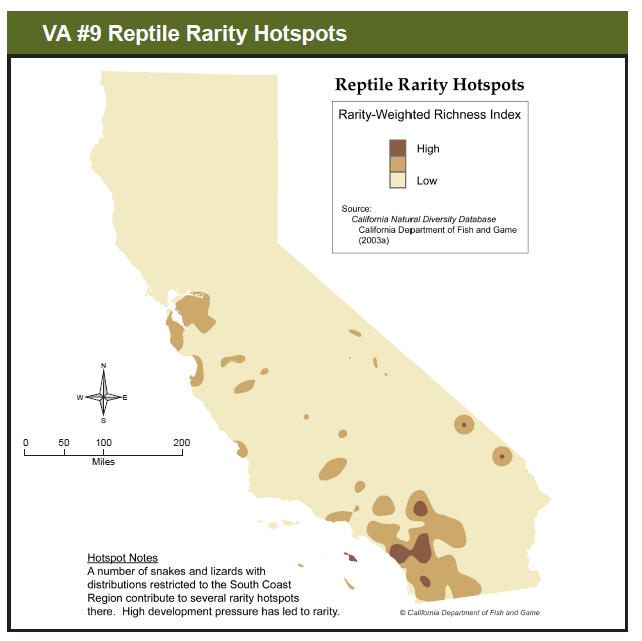 VA #9 Reptile Rarity Hotspots
Reptile Rarity Hotspots
Rarity-Weighted Richness Index
High
Low
Source:
California Natural Diversity Database
California Department of Fish and Game
(2003a)
N
W E
S
0 50 100 200
Miles
Hotspot Notes
A number of snakes and lizards with
distributions restricted to the South Coast
Region contribute to several rarity hotspots
there. High development pressure has led to rarity.
© California Department of Fish and Game